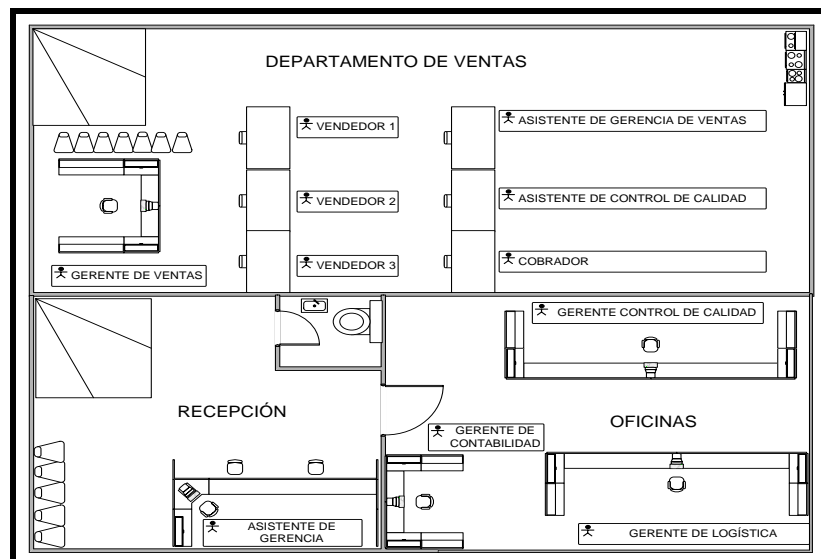 DEPARTAMENTO DE VENTAS
VENDEDOR 1
ASISTENTE DE GERENCIA DE VENTAS
VENDEDOR 2
ASISTENTE DE CONTROL DE CALIDAD
VENDEDOR 3
COBRADOR
GERENTE DE VENTAS
GERENTE CONTROL DE CALIDAD
RECEPCIÓN
OFICINAS
GERENTE DE
CONTABILIDAD
ASISTENTE DE
GERENCIA
GERENTE DE LOGÍSTICA